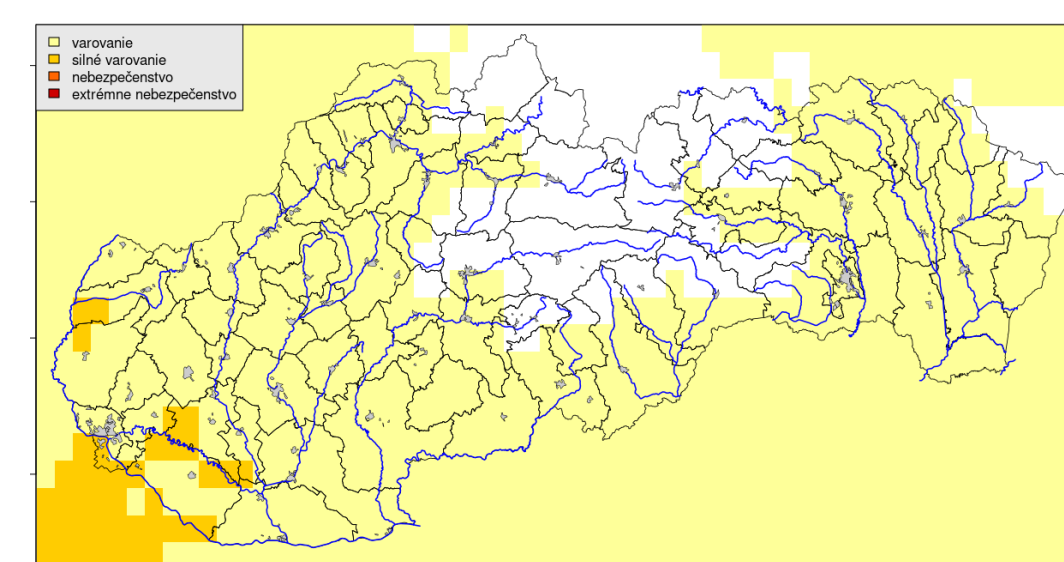 varovanie
silné varovanie
nebezpečenstvo
extrémne nebezpečenstvo